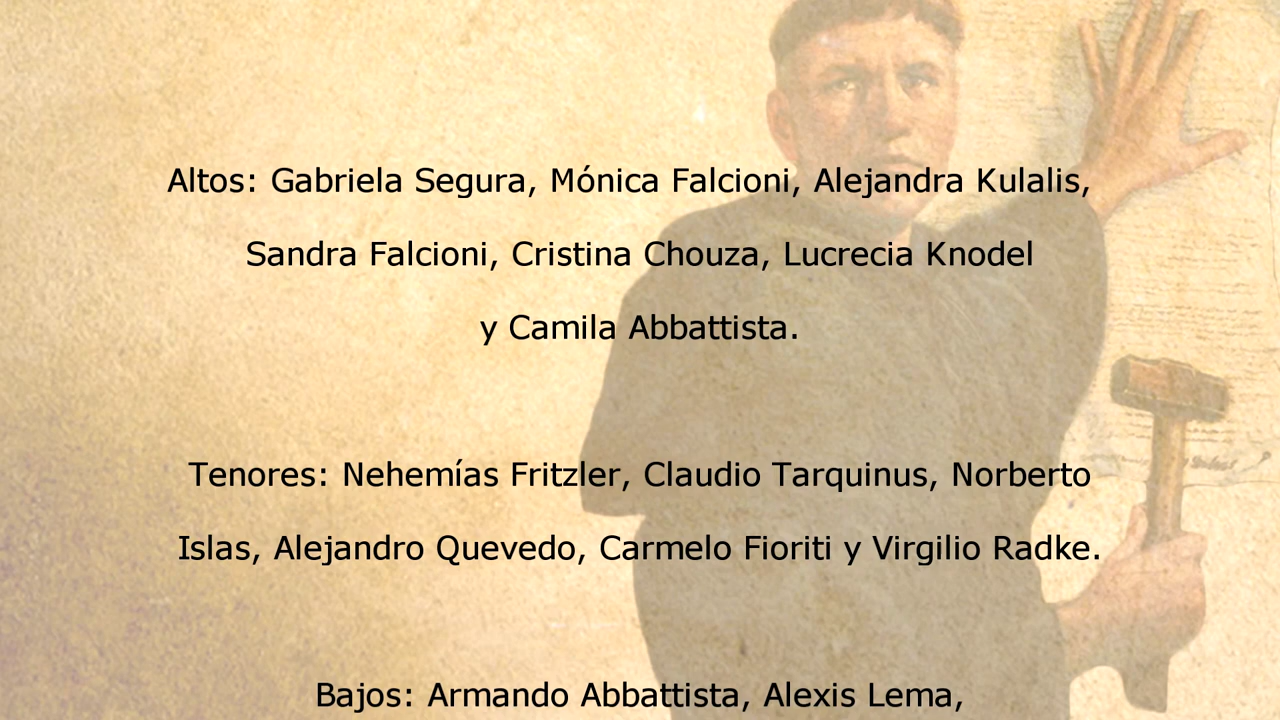 Altos: Gabriela Segura, Mónica Falcioni, Alejandra Kulalis,
Sandra Falcioni, Cristina Chouza, Lucrecia Knodel
y Camila Abbattista.
Tenores: Nehemías Fritzler, Claudio Tarquinus, Norberto
Islas, Alejandro Quevedo, Carmelo Fioriti y Virgilio Radke.
Bajos: Armando Abbattista, Alexis Lema,